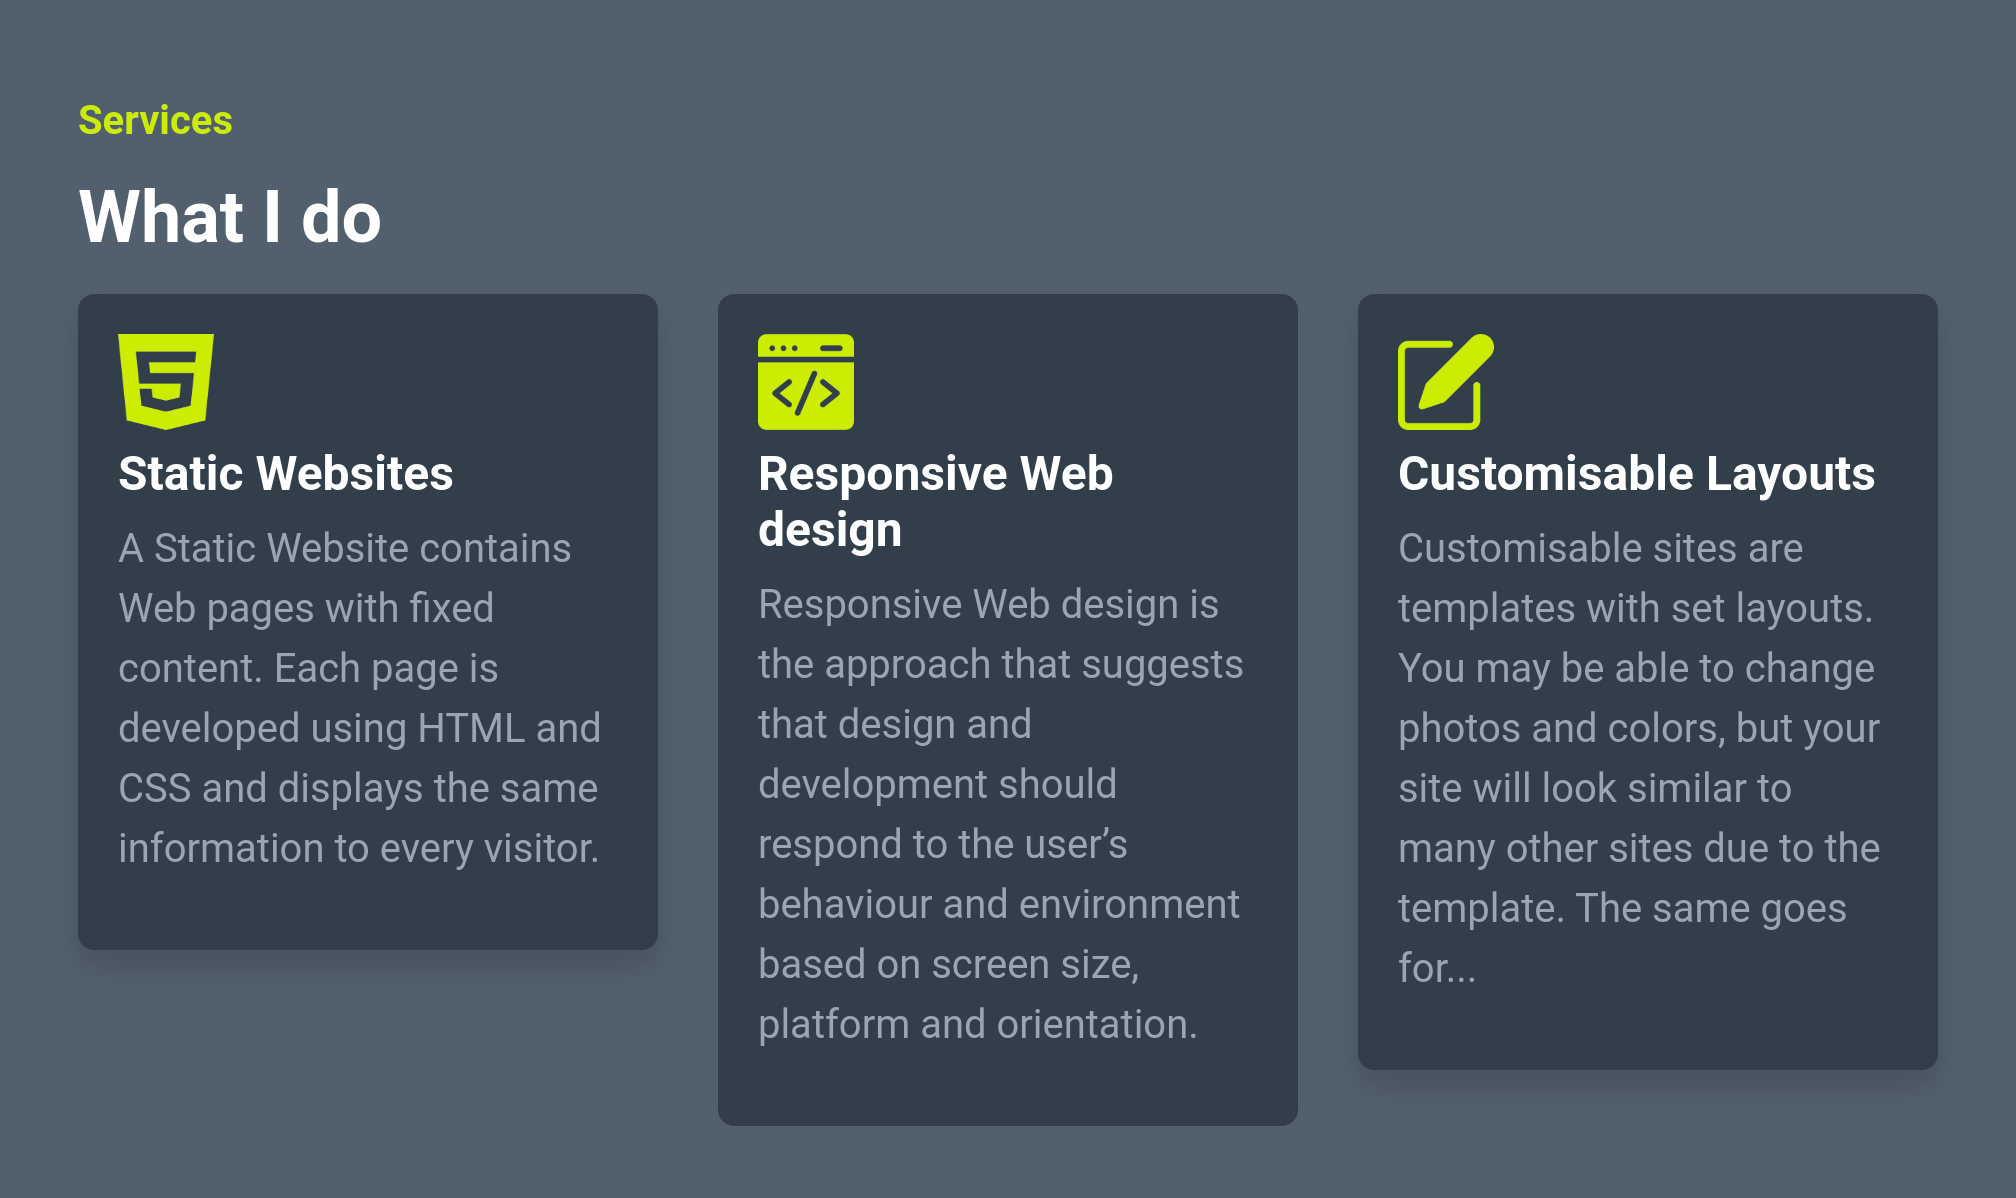 Services
What I do
Static Websites
A Static Website contains
Web pages with fixed
content. Each page is
developed using HTML and
CSS and displays the same
information to every visitor.
Responsive Web
design
Responsive Web design is
the approach that suggests
that design and
development should
respond to the user’s
behaviour and environment
based on screen size,
platform and orientation.
Customisable Layouts
Customisable sites are
templates with set layouts.
You may be able to change
photos and colors, but your
site will look similar to
many other sites due to the
template. The same goes
for...